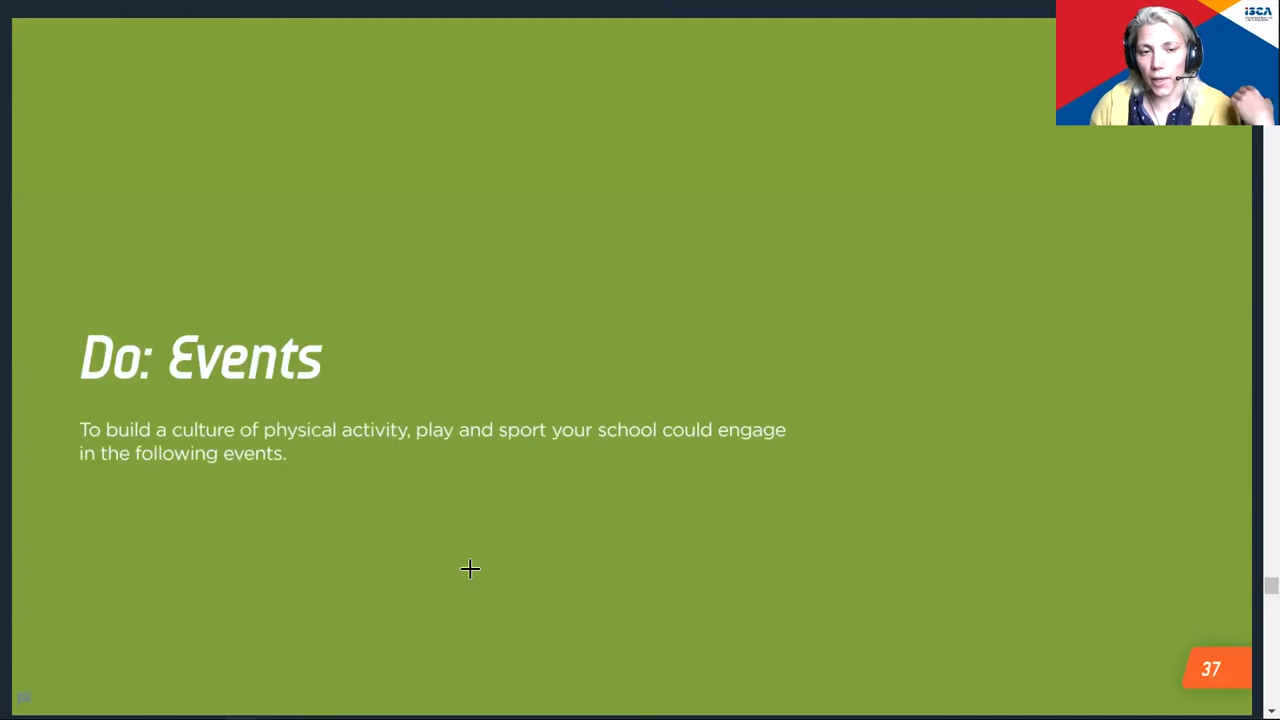 ISCA
Do: Events
To build a culture of physical activity, play and sport your school could engage
in the following events.
37